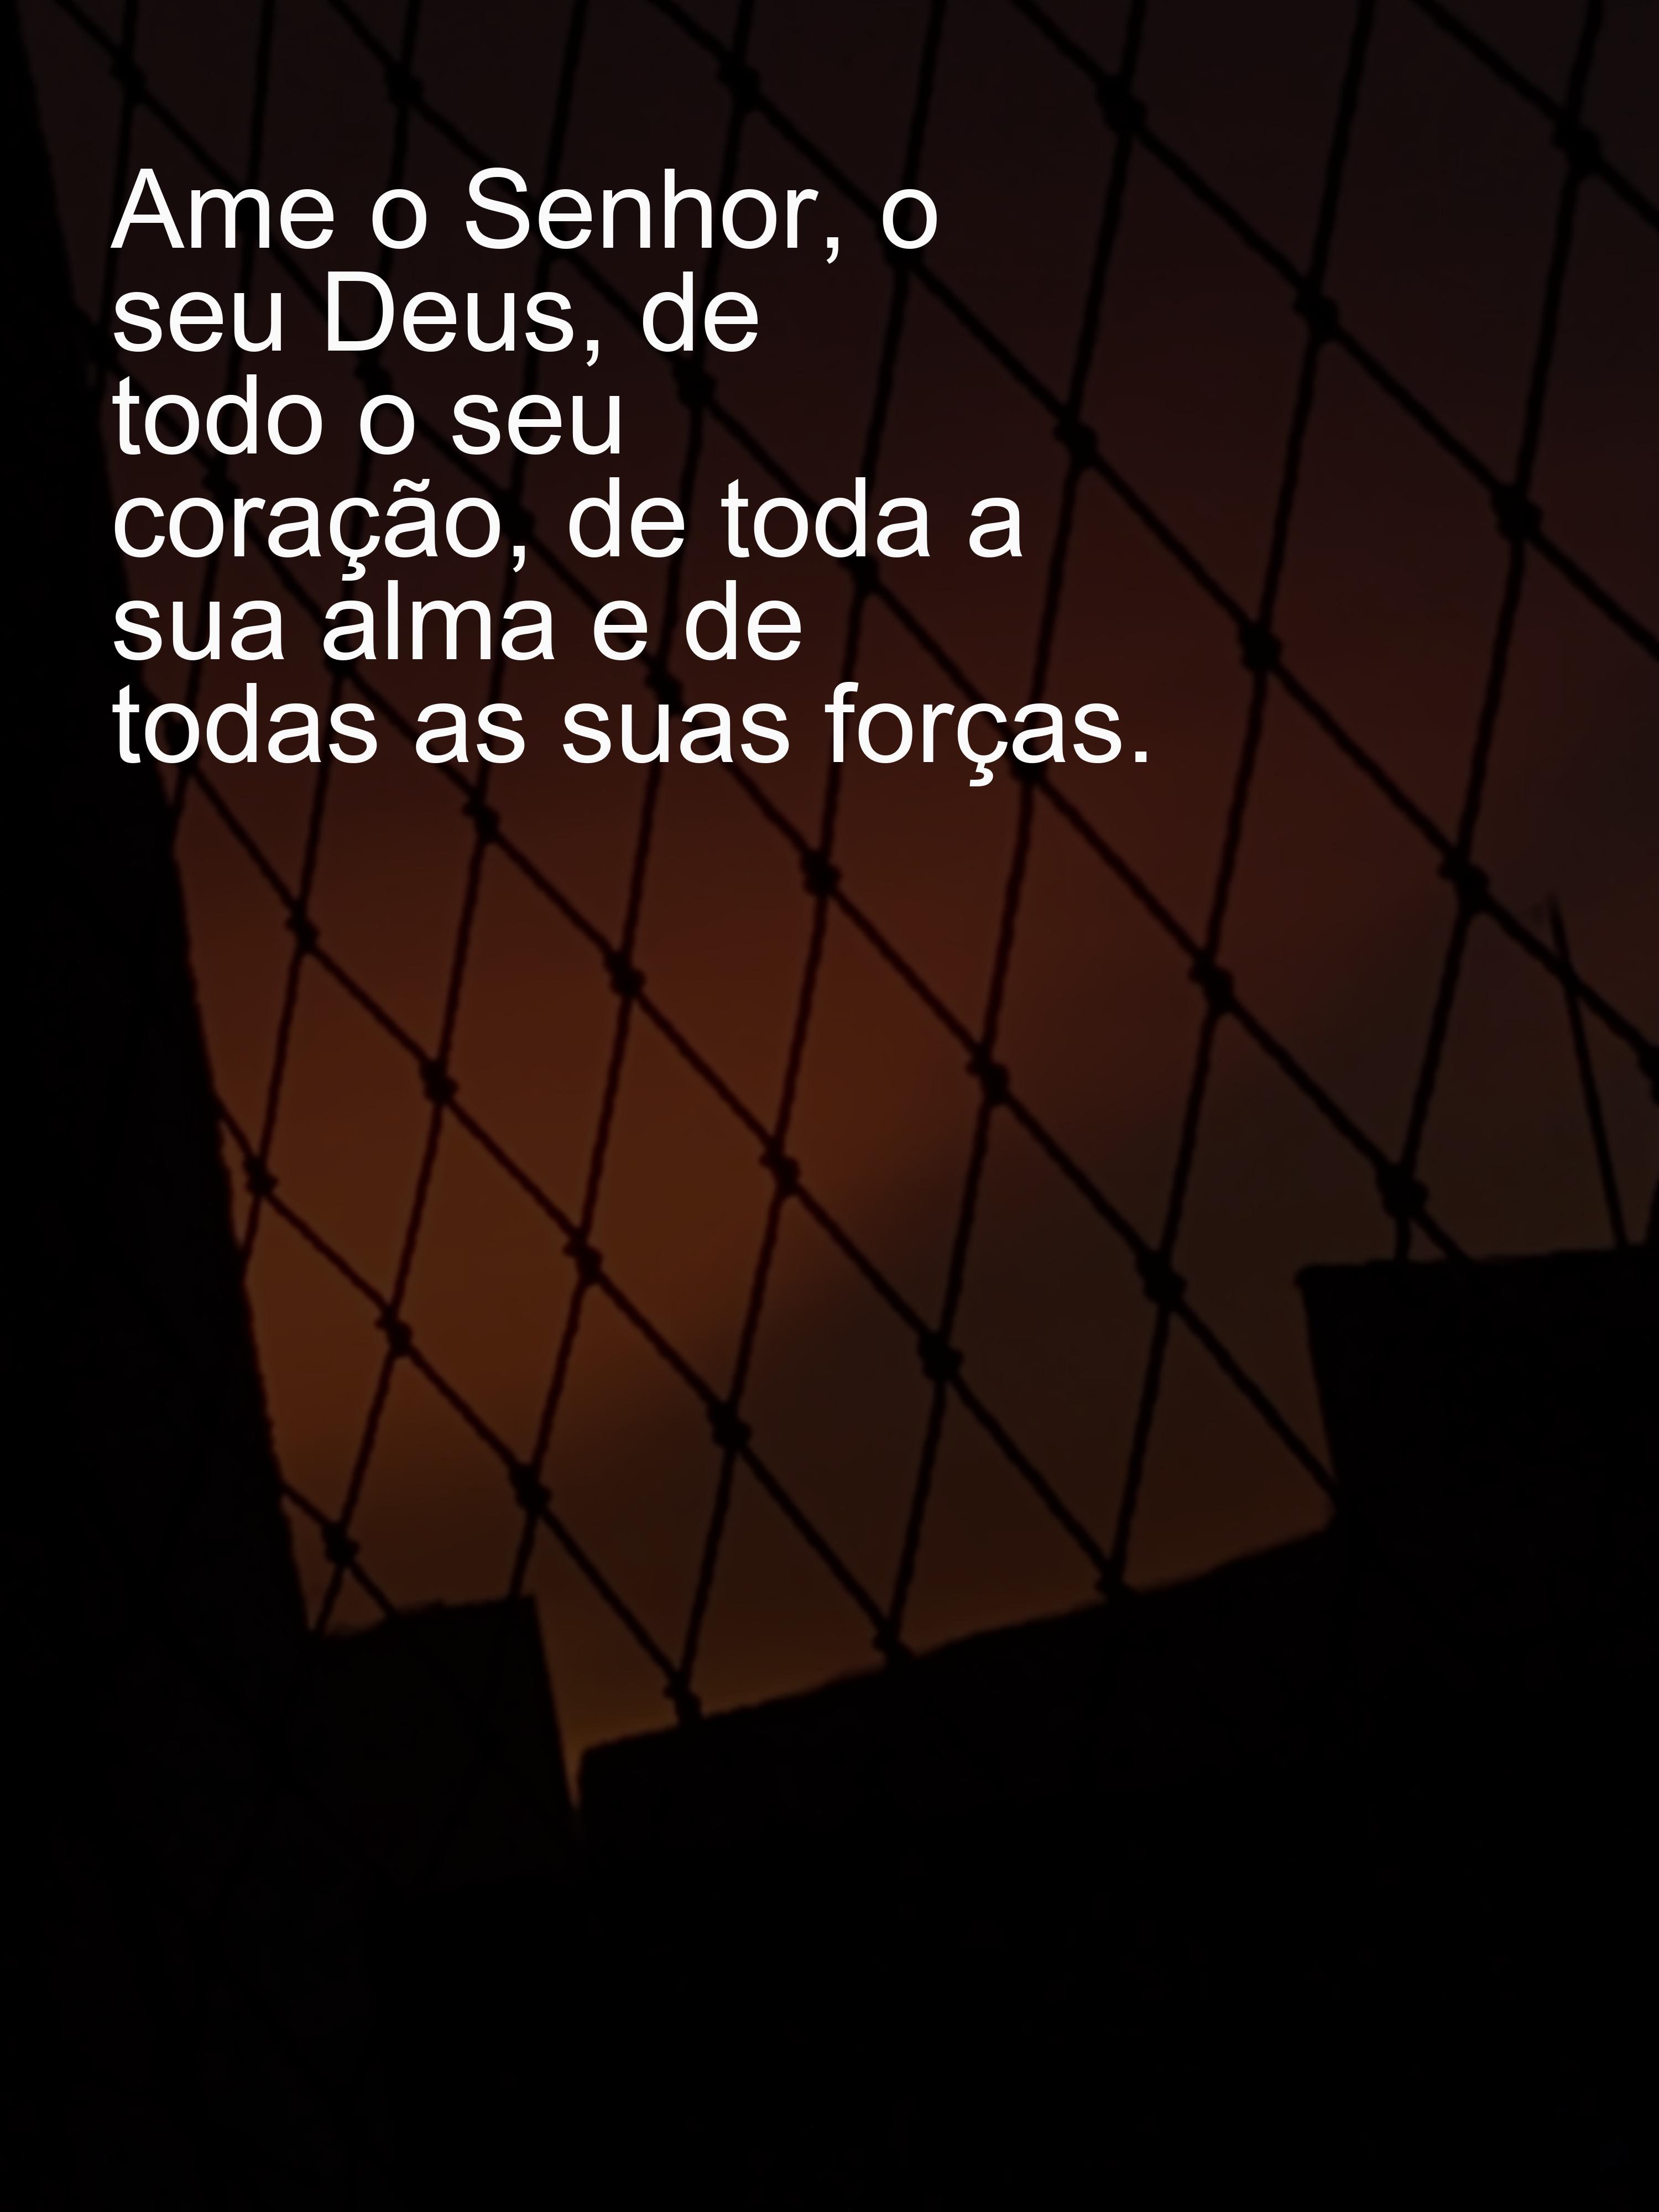 Ame o Senhor, o
seu Deus, de
todo o seu
coração, de toda a
sua alma e de
todas as suas forças.